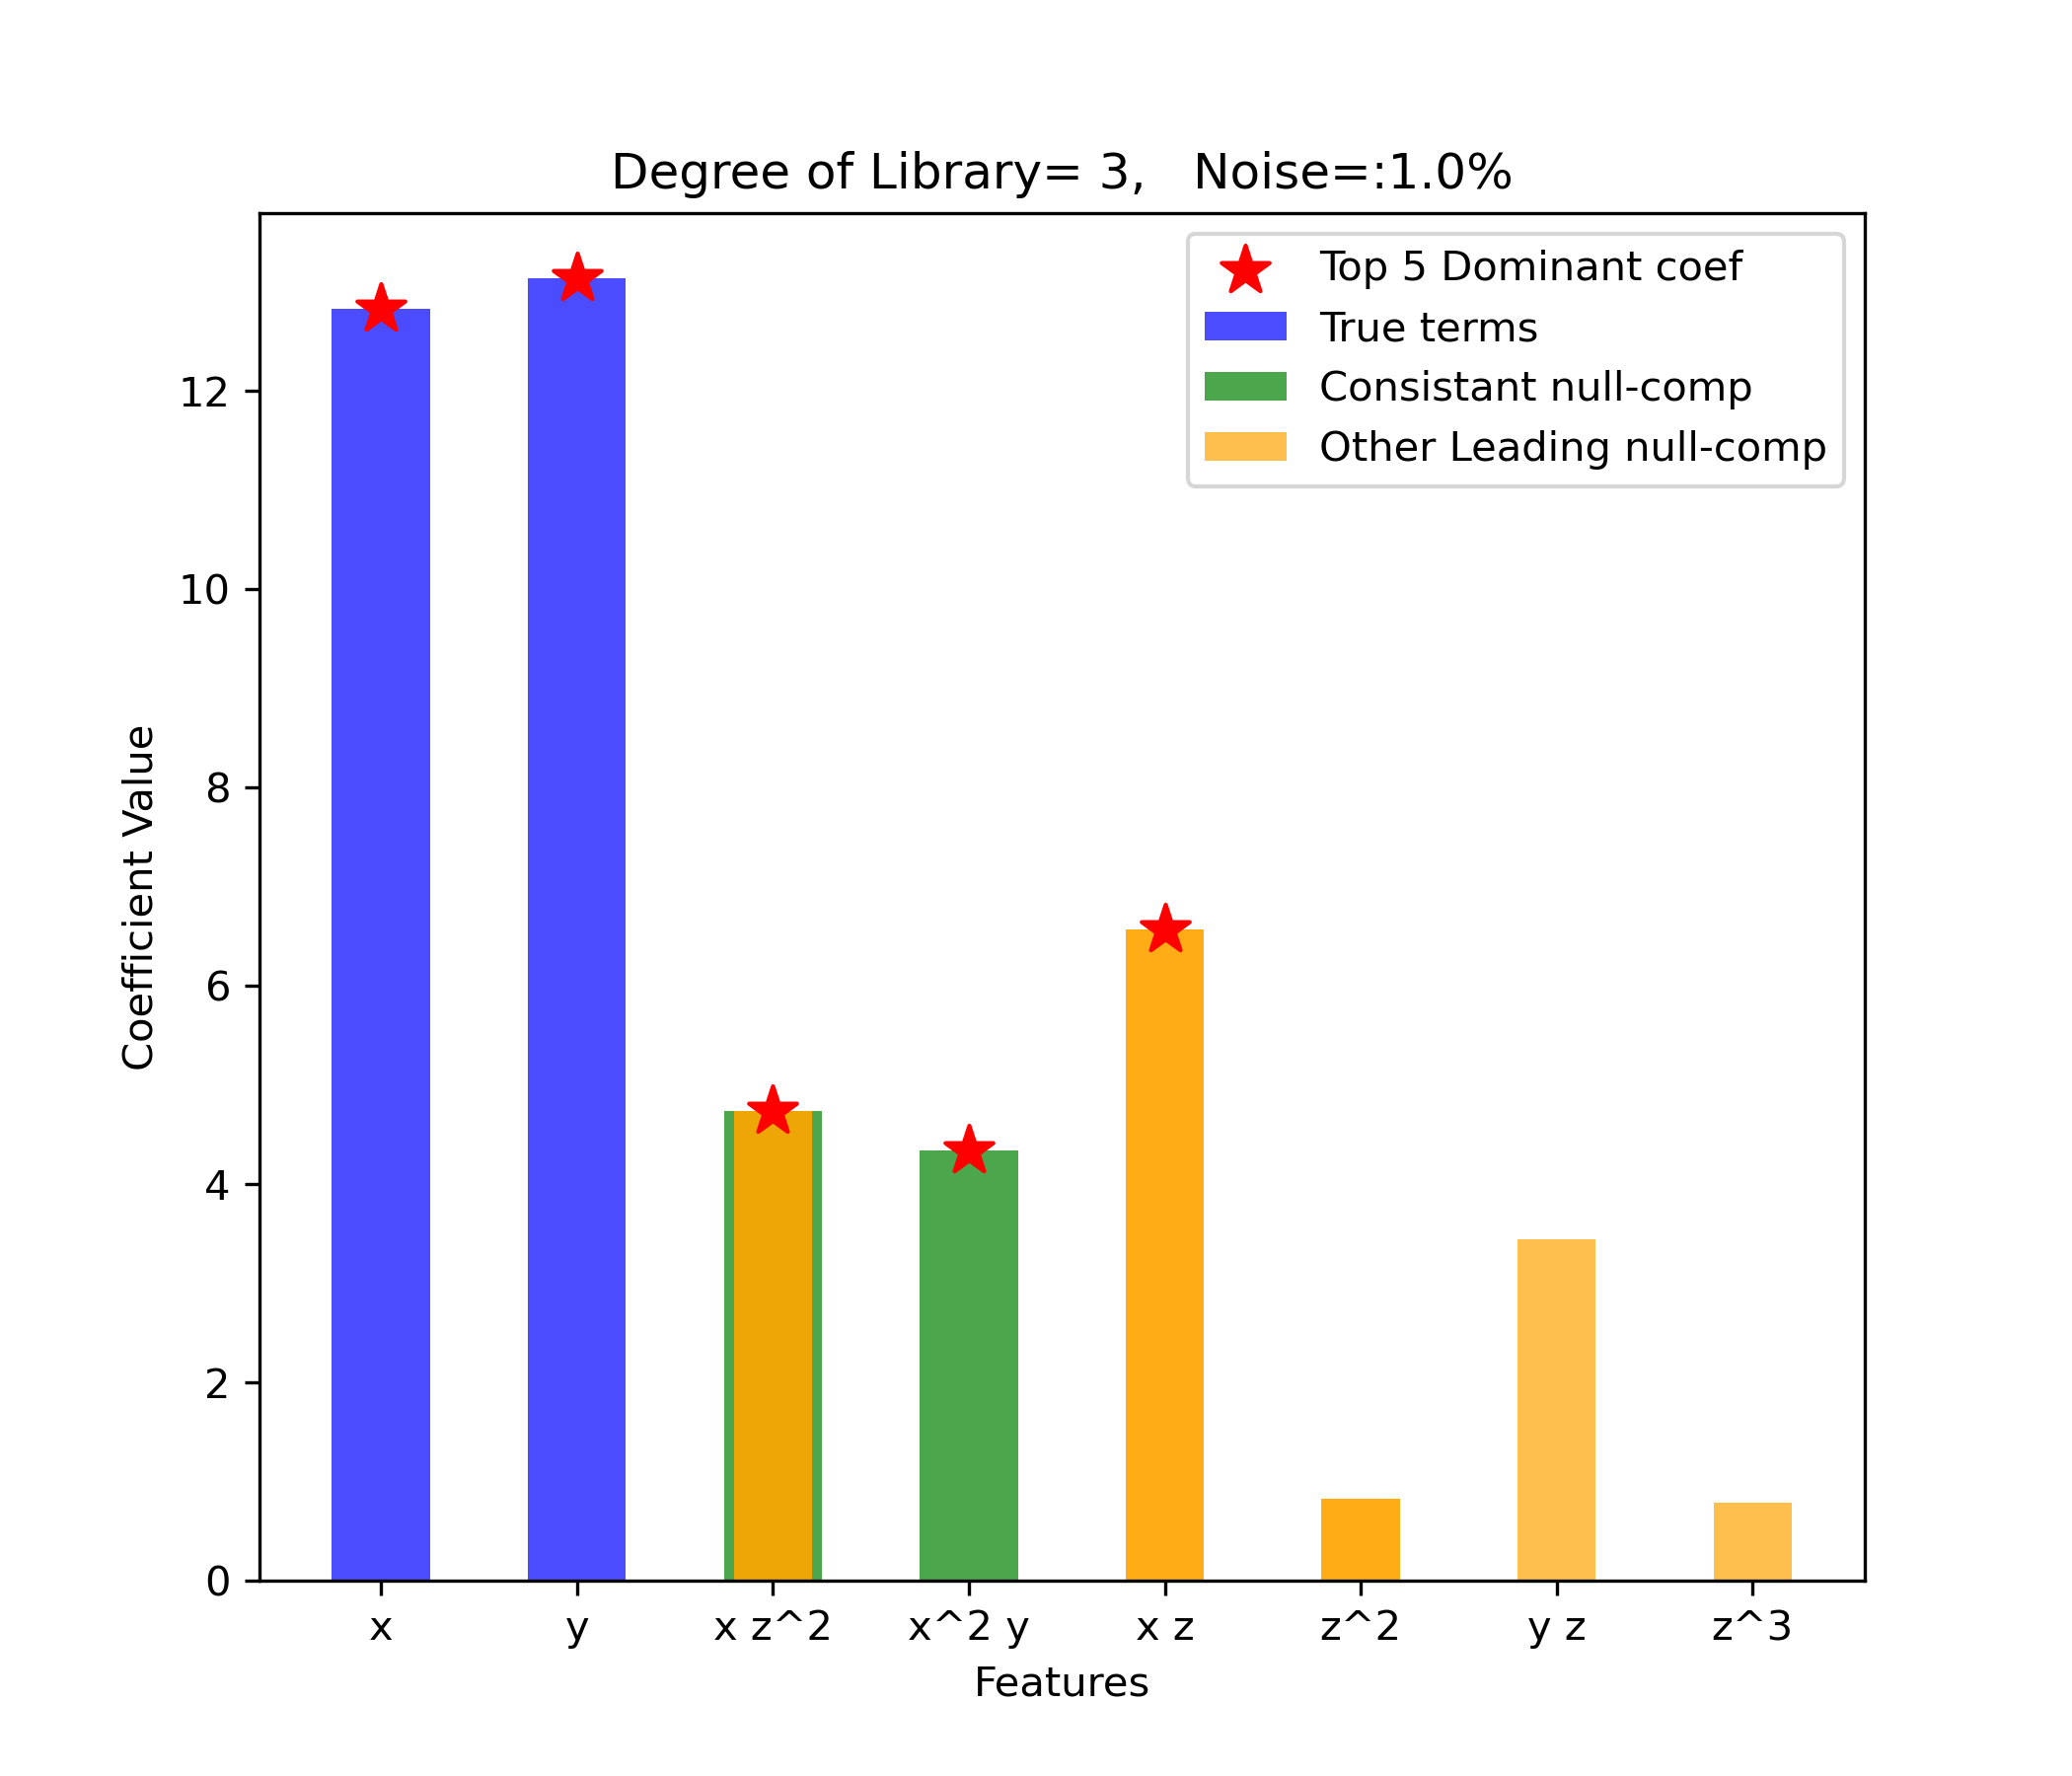 Degree of Library= 3,   Noise=:1.0%
Top 5 Dominant coef
True terms
Consistant null-comp
Other Leading null-comp
Coefficient Value
12
10
8
6
4
2
0
x y x z^2 x^2 y x z z^2 y z z^3
Features